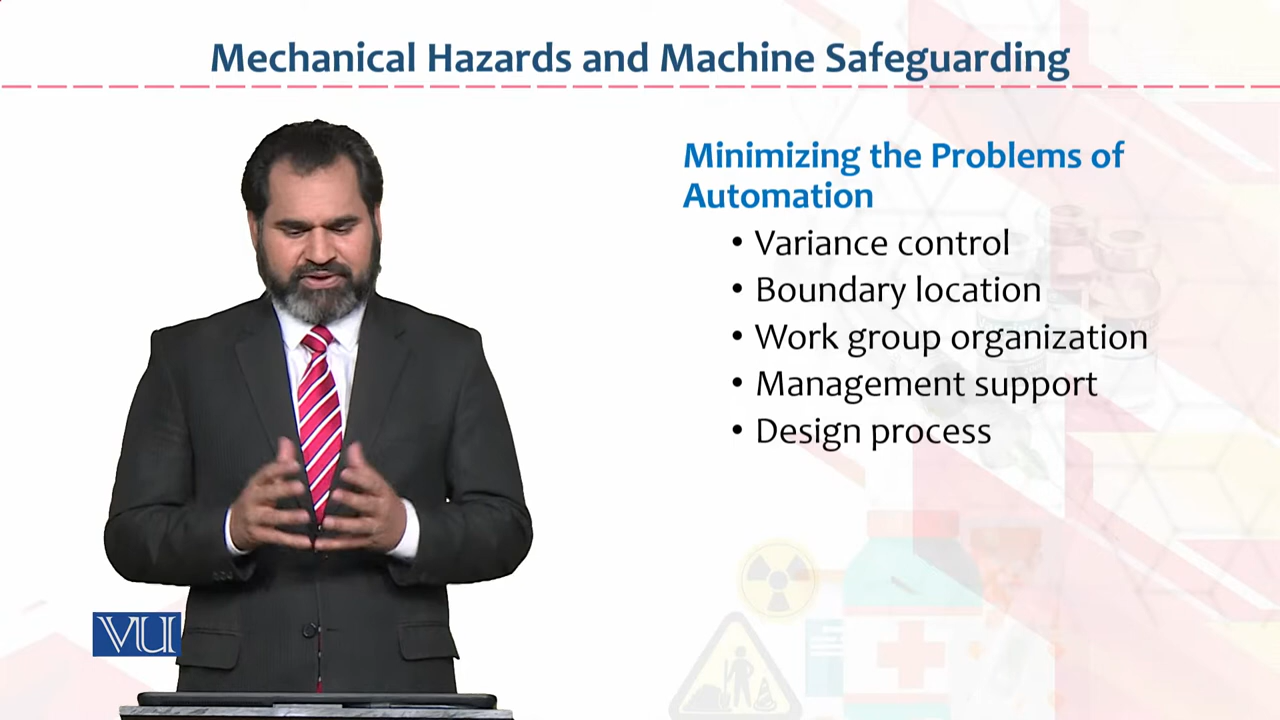 Mechanical Hazards and Machine Safeguarding
Minimizing the Problems of
Automation
• Variance control
• Boundary location
• Work group organization
• Management support
• Design process
VU